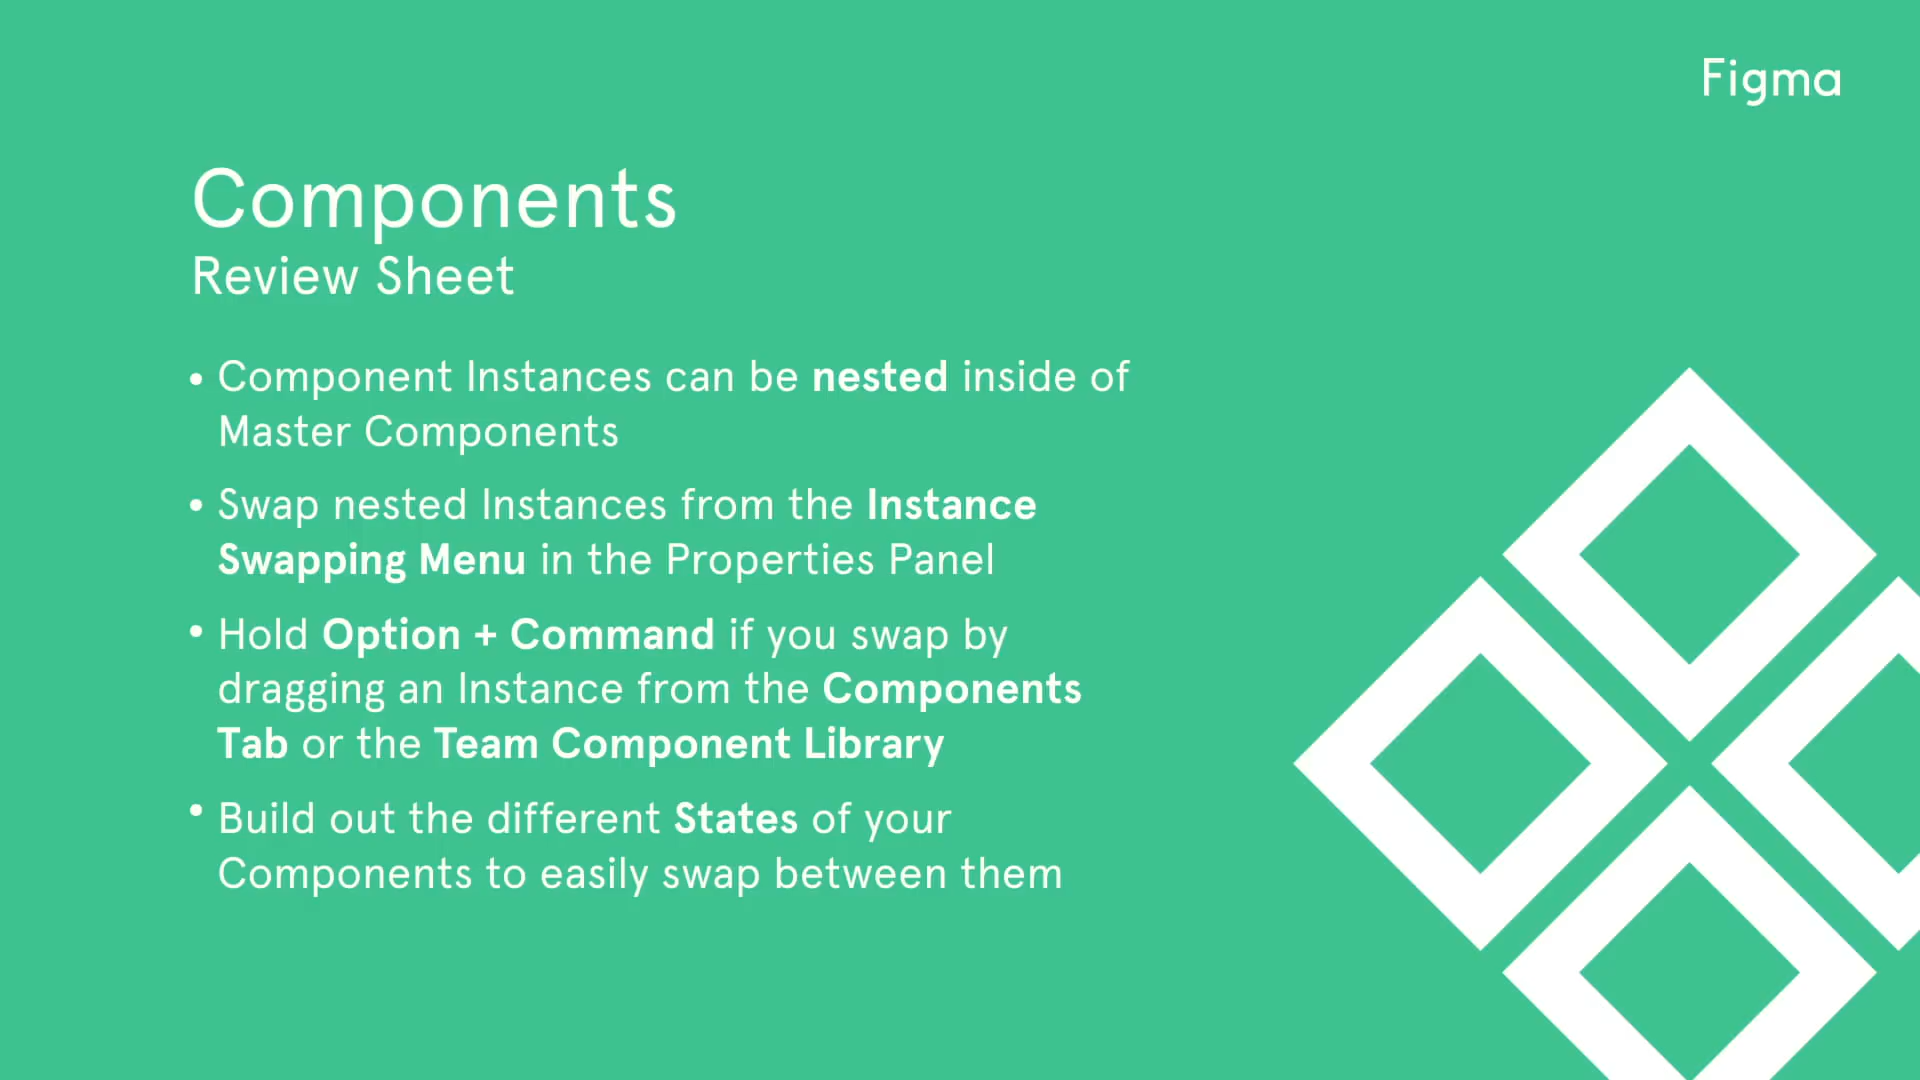 Figma
Components
Review Sheet
• Component Instances can be nested inside of
Master Components
• Swap nested Instances from the Instance
Swapping Menu in the Properties Panel
• Hold Option + Command if you swap by
dragging an Instance from the Components
Tab or the Team Component Library
• Build out the different States of your
Components to easily swap between them